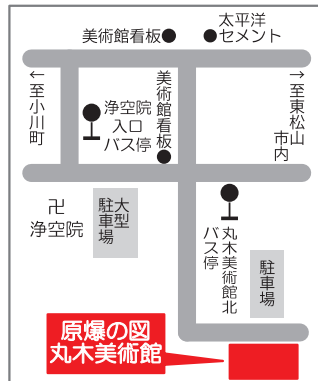 美術館看板
太平洋
セメント
←至小川町
浄空院
入口
バス停
美術館看板
→至東松山
市内
卍
浄空院
大型
駐車場
丸木美術館北
バス停
駐車場
原爆の図
丸木美術館